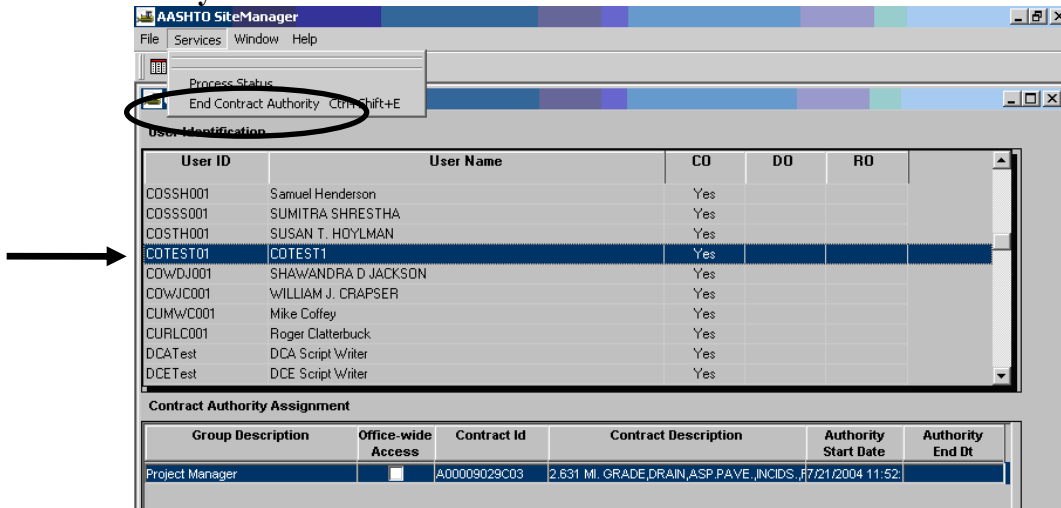 AASHTO SiteManager
File Services Window Help
Process Status
End Contract Authority Ctrl+Shift+E
User Identification
User ID User Name CO DO RO
COSSH001 Samuel Henderson Yes
COSSS001 SUMITRA SHRESTHA Yes
COSTH001 SUSAN T. HOYLMAN Yes
COTEST01 COTEST1 Yes
COWDJ001 SHAWANDRA D JACKSON Yes
COWJC001 WILLIAM J. CRAPSER Yes
CUMWC001 Mike Coffey Yes
CURLC001 Roger Clatterbuck Yes
DCATest DCA Script Writer Yes
DCETest DCE Script Writer Yes
Contract Authority Assignment
Group Description Office-wide Access Contract Id Contract Description Authority Start Date Authority End Dt
Project Manager A00009029C03 2.631 MI. GRADE,DRAIN,ASP.PAVE.,INCIDS., 7/21/2004 11:52: